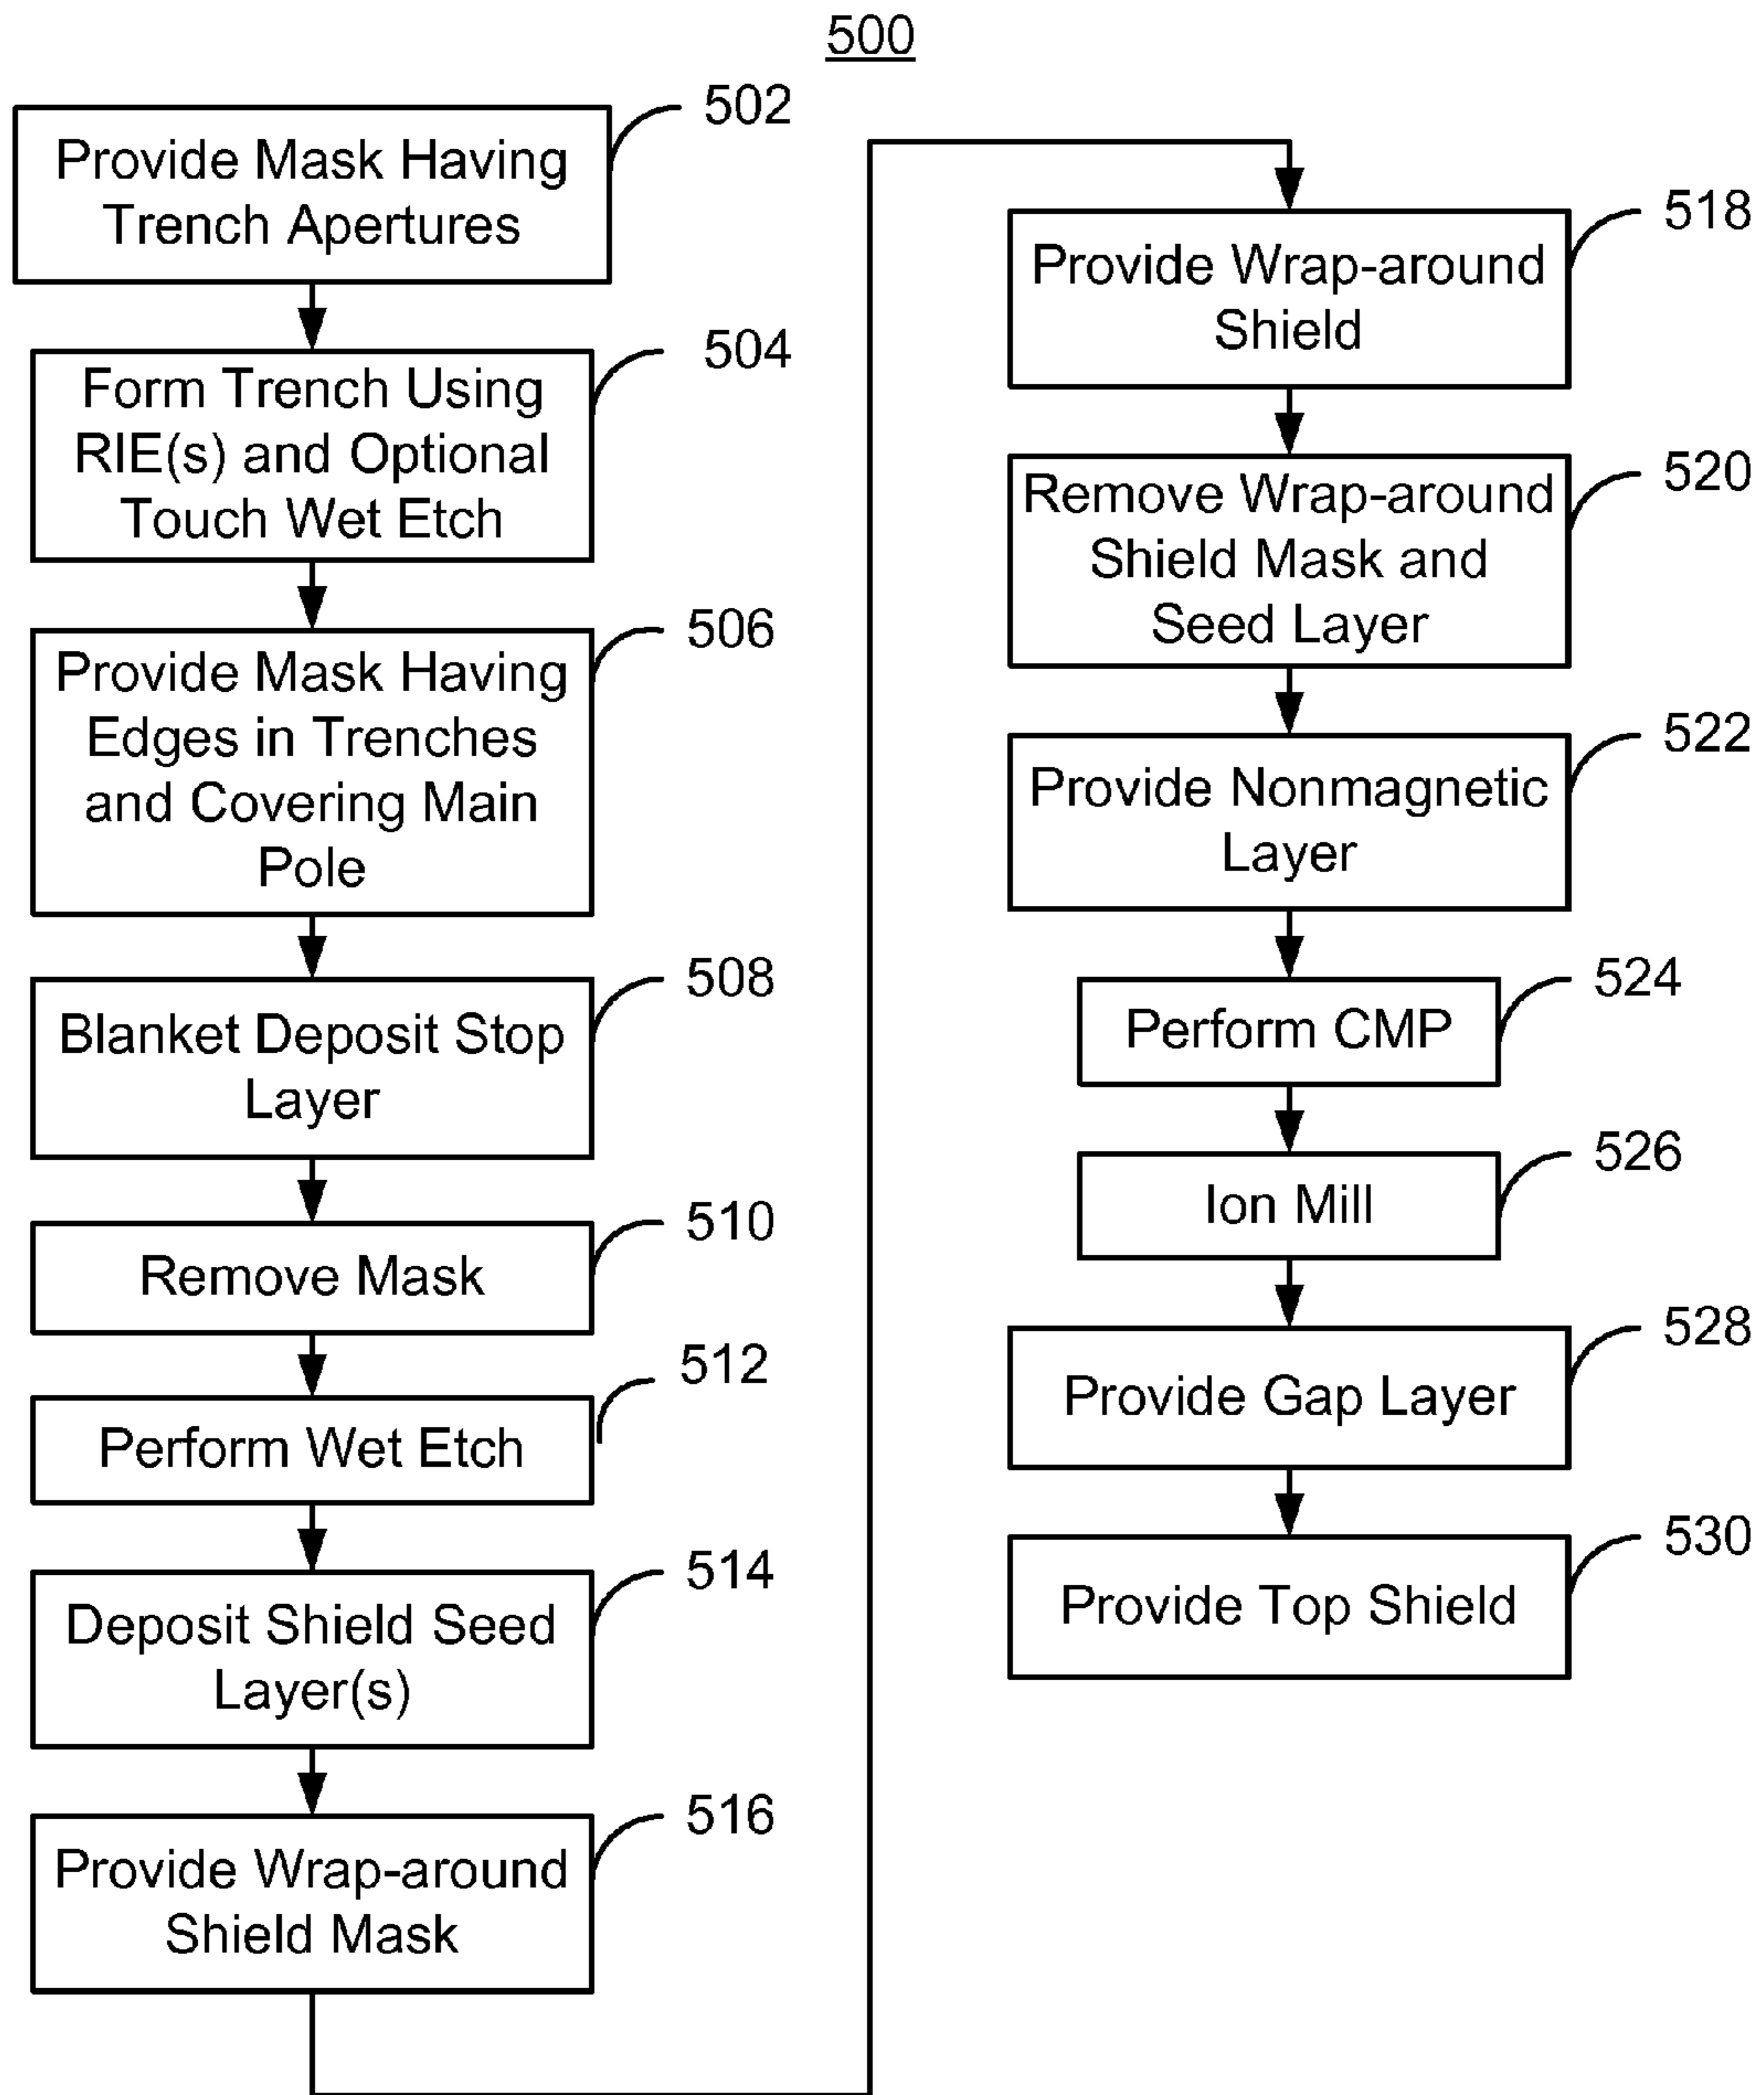 500
502
Provide Mask Having
Trench Apertures
504
Form Trench Using
RIE(s) and Optional
Touch Wet Etch
506
Provide Mask Having
Edges in Trenches
and Covering Main
Pole
508
Blanket Deposit Stop
Layer
510
Remove Mask
512
Perform Wet Etch
514
Deposit Shield Seed
Layer(s)
516
Provide Wrap-around
Shield Mask
518
Provide Wrap-around
Shield
520
Remove Wrap-around
Shield Mask and
Seed Layer
522
Provide Nonmagnetic
Layer
524
Perform CMP
526
Ion Mill
528
Provide Gap Layer
530
Provide Top Shield